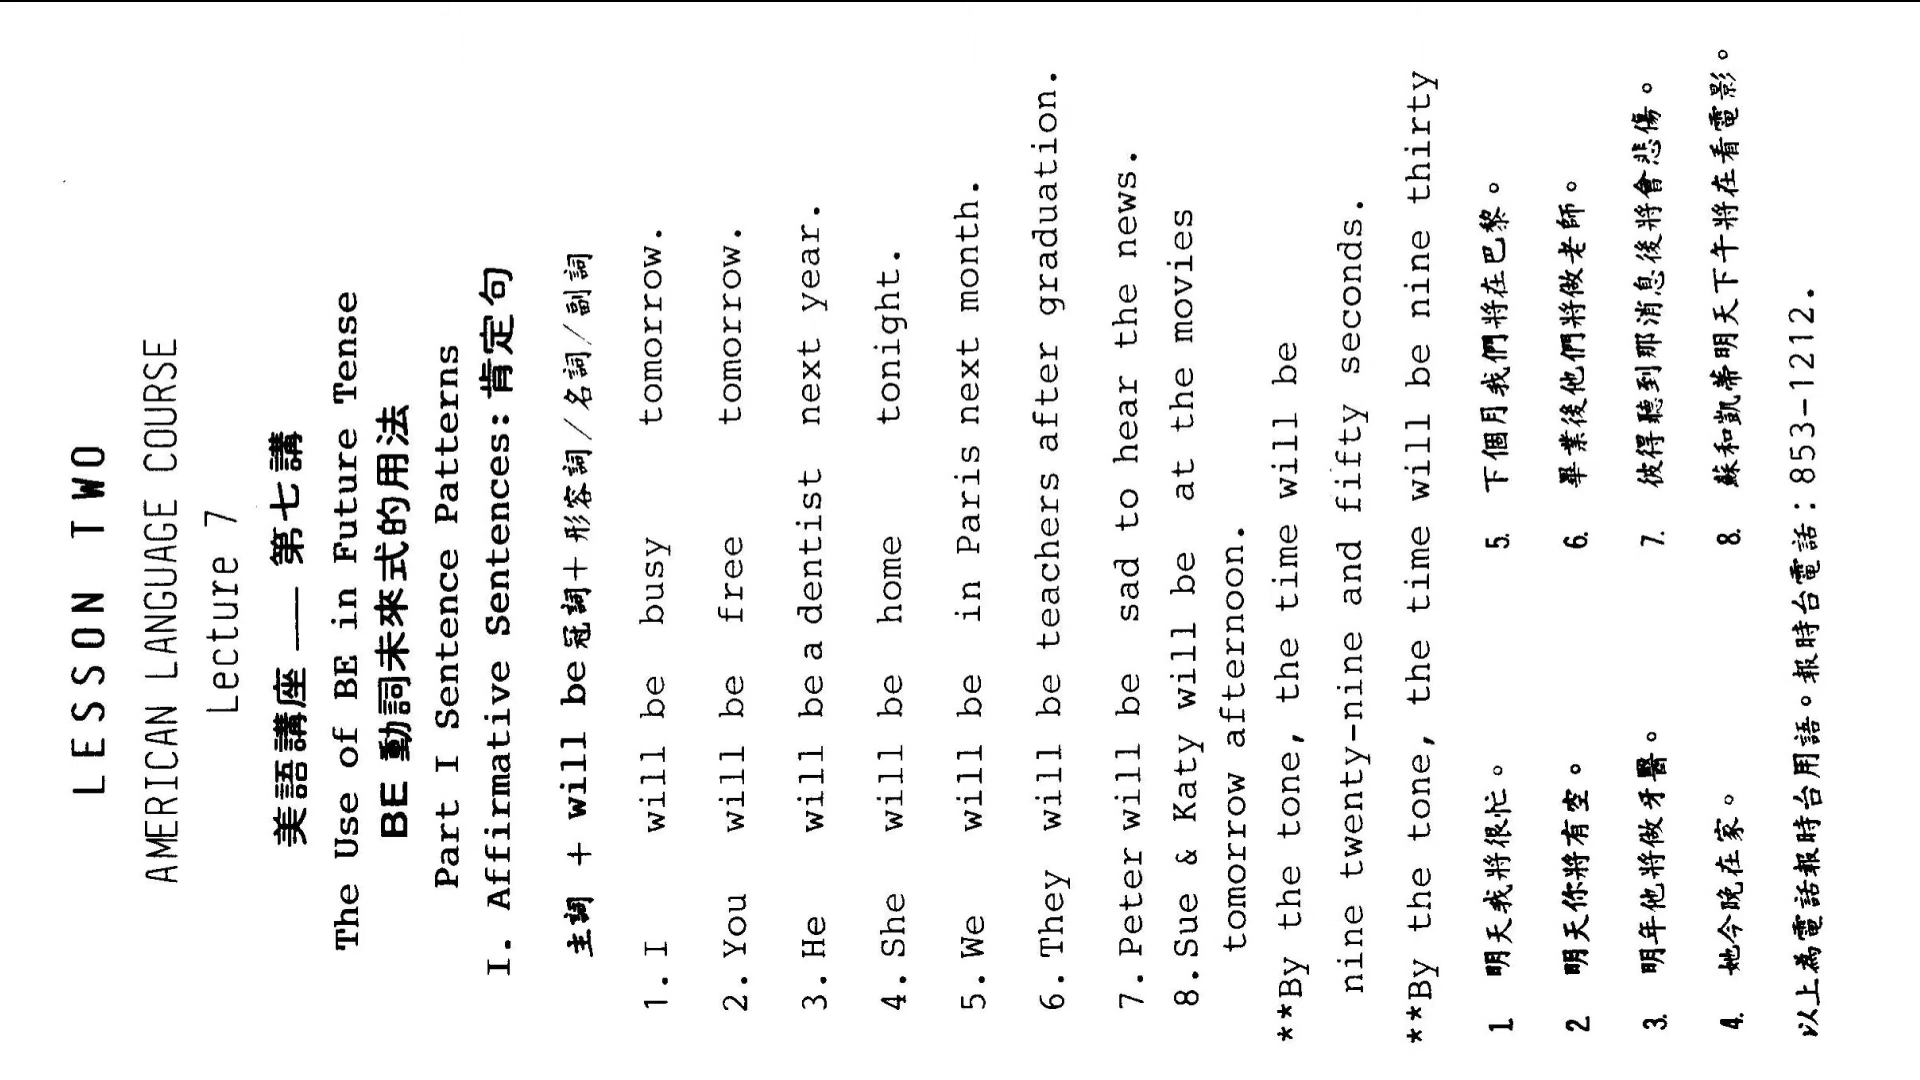 LESSON TWO
AMERICAN LANGUAGE COURSE
Lecture 7
美語講座 —— 第七講
The Use of BE in Future Tense
BE 動詞未來式的用法
Part I Sentence Patterns
I. Affirmative Sentences: 肯定句
主詞 + will be 冠詞+ 形容詞/名詞/副詞
1. I will be busy tomorrow.
2. You will be free tomorrow.
3. He will be a dentist next year.
4. She will be home tonight.
5. We will be in Paris next month.
6. They will be teachers after graduation.
7. Peter will be sad to hear the news.
8. Sue & Katy will be at the movies
tomorrow afternoon.
**By the tone, the time will be
nine twenty-nine and fifty seconds.
**By the tone, the time will be nine thirty
1. 明天我將很忙。 5. 下個月我們將在巴黎。
2. 明天你將有空。 6. 畢業後他們將做老師。
3. 明年他將做牙醫。 7. 彼得聽到那消息後將會悲傷。
4. 她今晚在家。 8. 蘇和凱蒂明天下午將在看電影。
以上為電話報時台用語。報時台電話：853-1212.